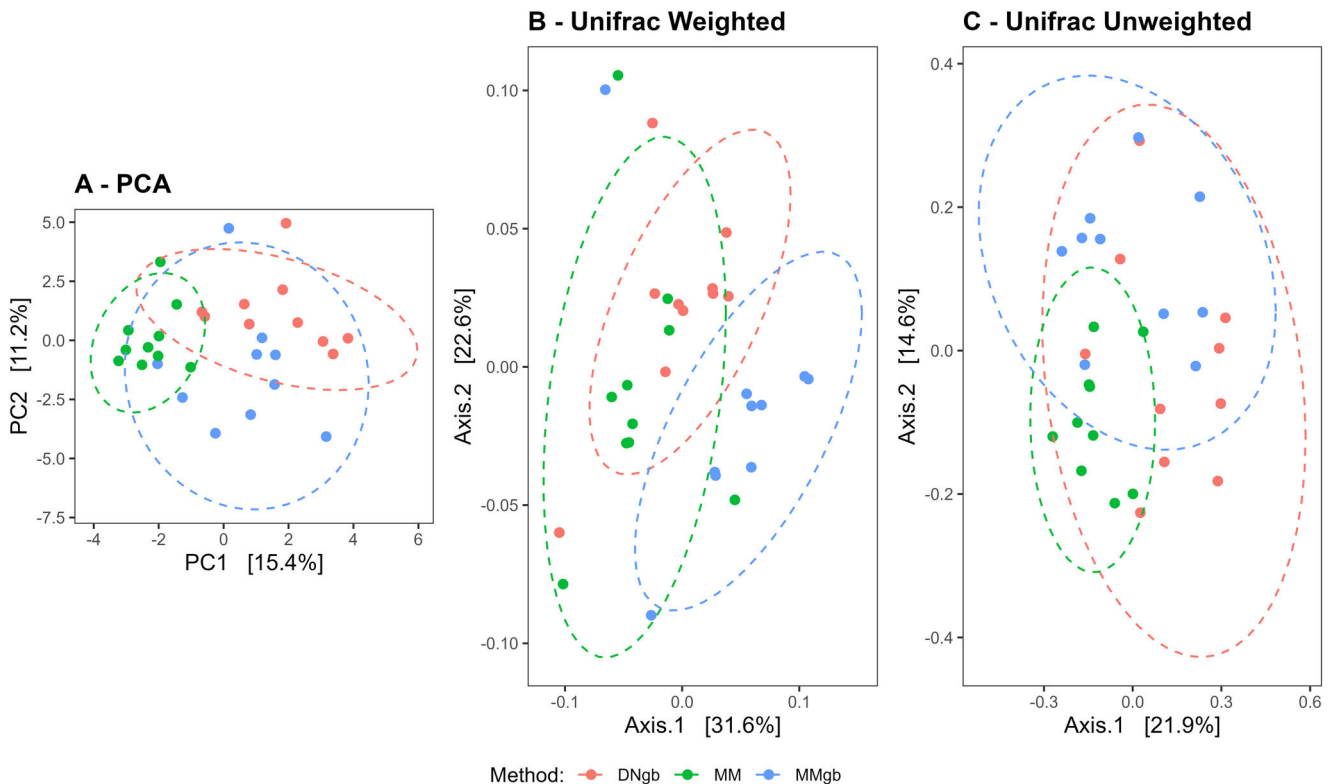 A - PCA
5.0
2.5
0.0
-2.5
-5.0
-7.5
PC2 [11.2%]
-4 -2 0 2 4 6
PC1 [15.4%]
B - Unifrac Weighted
0.10
0.05
0.00
-0.05
-0.10
Axis.2 [22.6%]
-0.1 0.0 0.1
Axis.1 [31.6%]
C - Unifrac Unweighted
0.4
0.2
0.0
-0.2
-0.4
Axis.2 [14.6%]
-0.3 0.0 0.3 0.6
Axis.1 [21.9%]
Method: DNgb MM MMgb